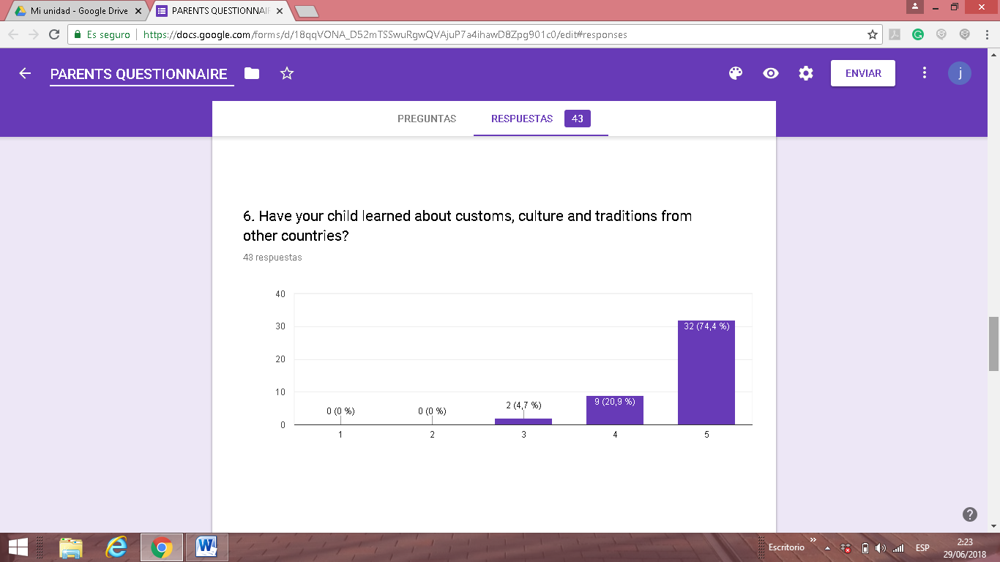 Mi unidad - Google Drive
PARENTS QUESTIONNAIR
Es seguro
https://docs.google.com/forms/d/18qqVONA_D52mTSSwuRgwQVAjuP7a4ihawD8Zpg901c0/edit#responses
PARENTS QUESTIONNAIRE
ENVIAR
j
PREGUNTAS
RESPUESTAS
43
6. Have your child learned about customs, culture and traditions from
other countries?
43 respuestas
40
30
20
10
0
0 (0 %)
0 (0 %)
2 (4,7 %)
9 (20,9 %)
32 (74,4 %)
1
2
3
4
5
Escritorio
ESP
2:23
29/06/2018